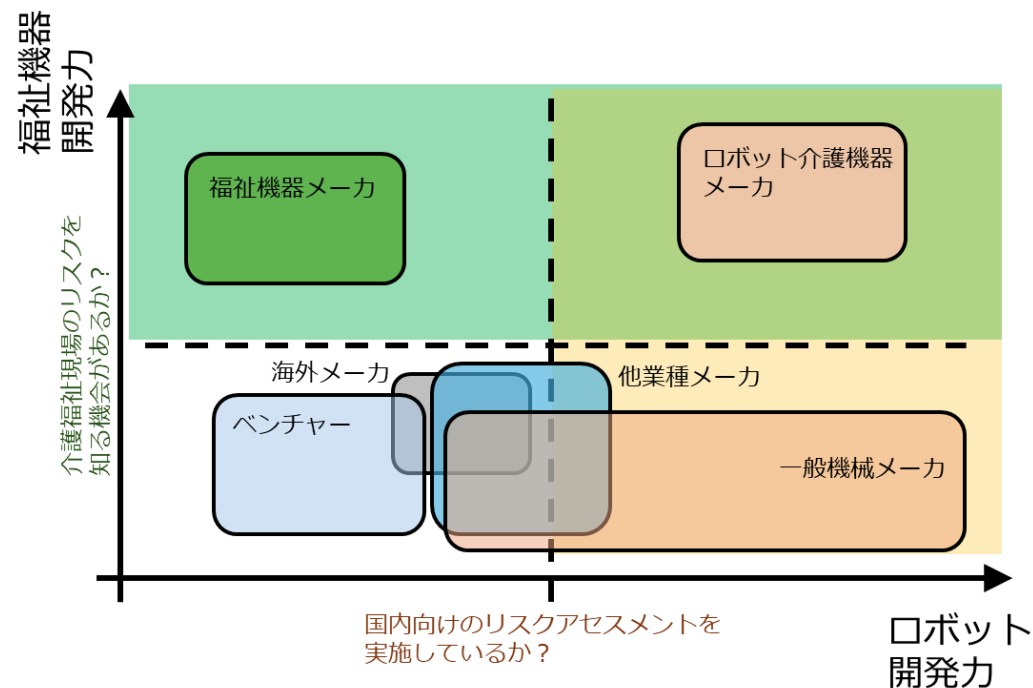 福祉機器
開発力
介護福祉現場のリスクを
知る機会があるか？
福祉機器メーカ
ロボット介護機器
メーカ
海外メーカ
他業種メーカ
ベンチャー
一般機械メーカ
国内向けのリスクアセスメントを
実施しているか？
ロボット
開発力